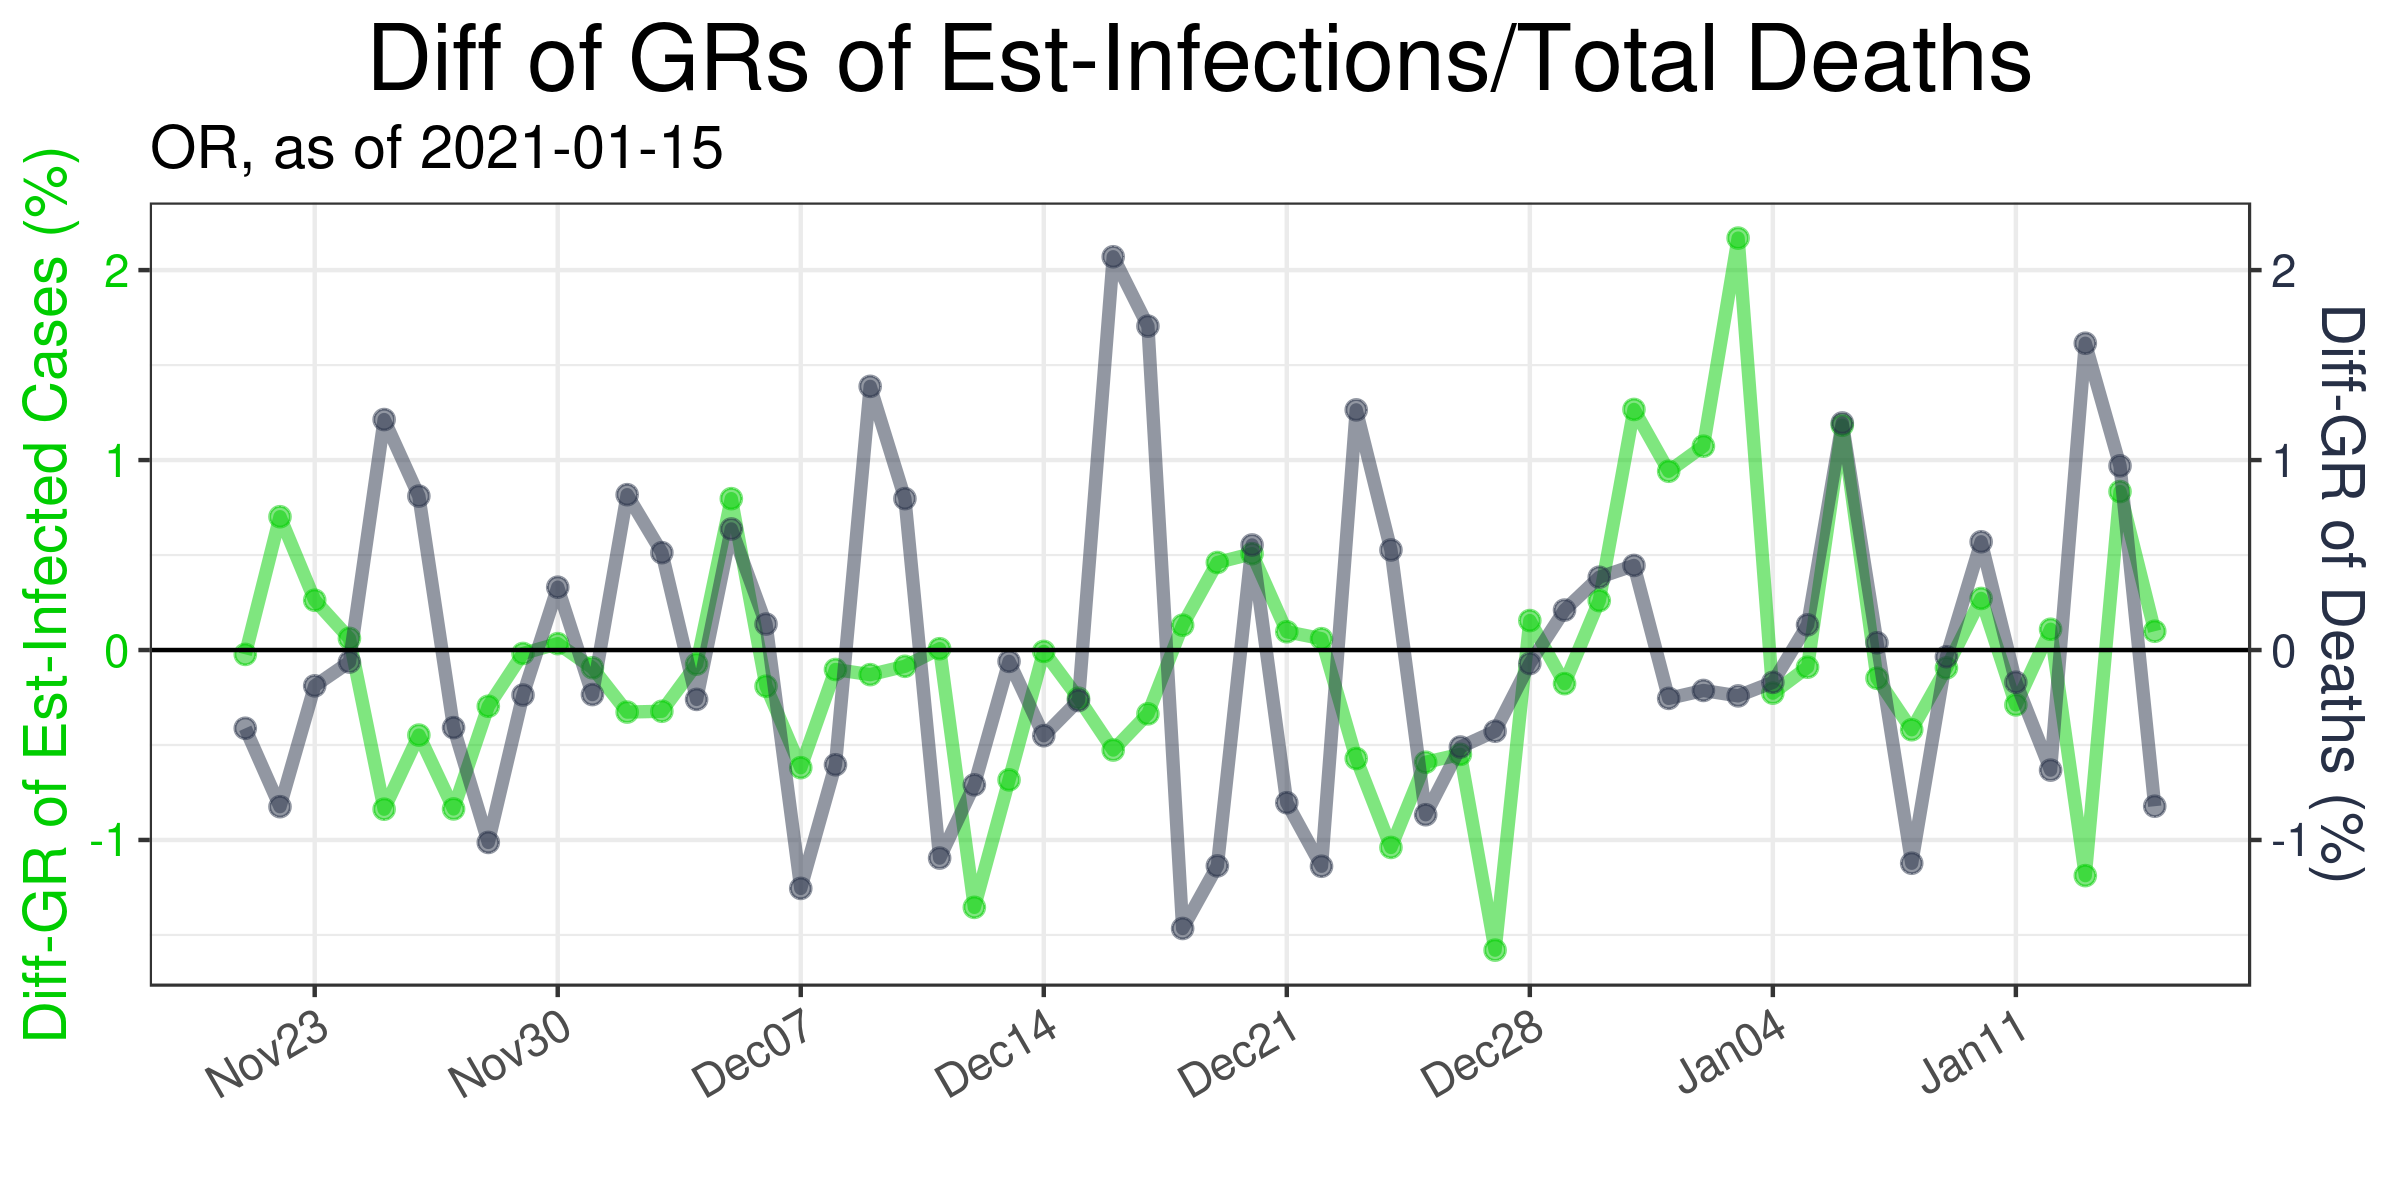 Diff of GRs of Est-Infections/Total Deaths
OR, as of 2021-01-15
Diff-GR of Est-Infected Cases (%)
2
1
0
-1
2
1
0
-1
Diff-GR of Deaths (%)
Nov23
Nov30
Dec07
Dec14
Dec21
Dec28
Jan04
Jan11